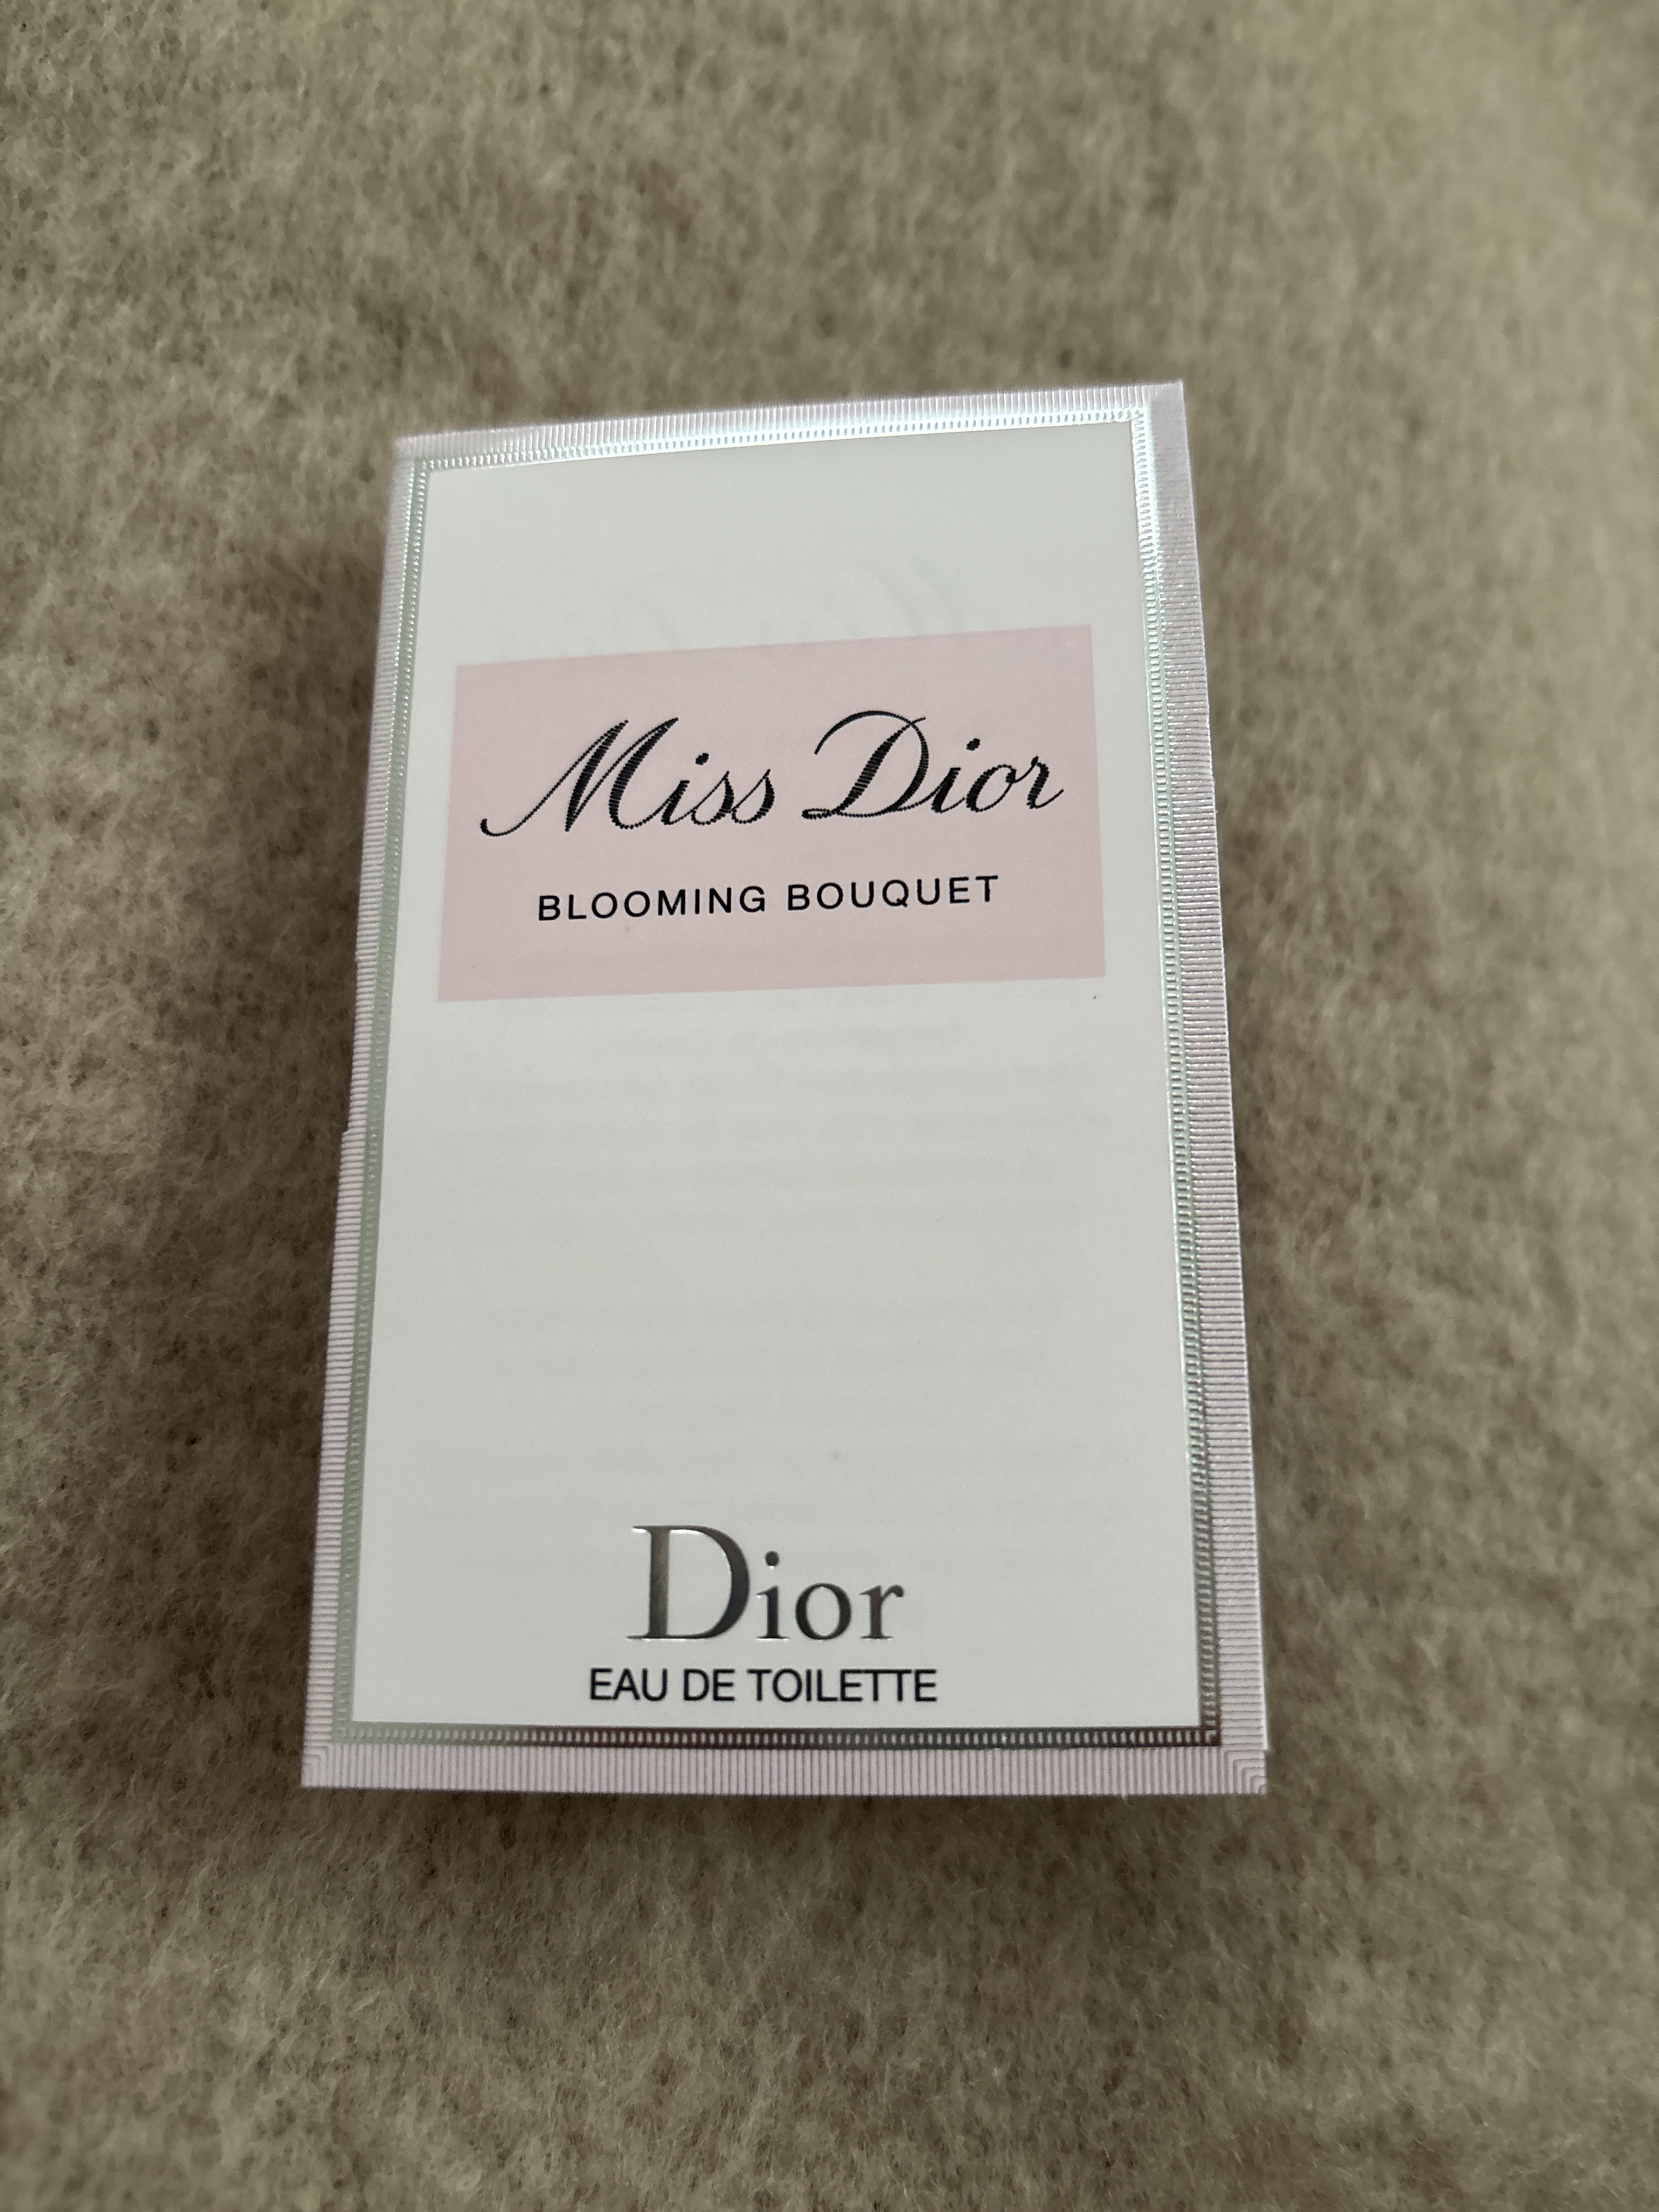 Miss Dior
BLOOMING BOUQUET
Dior
EAU DE TOILETTE